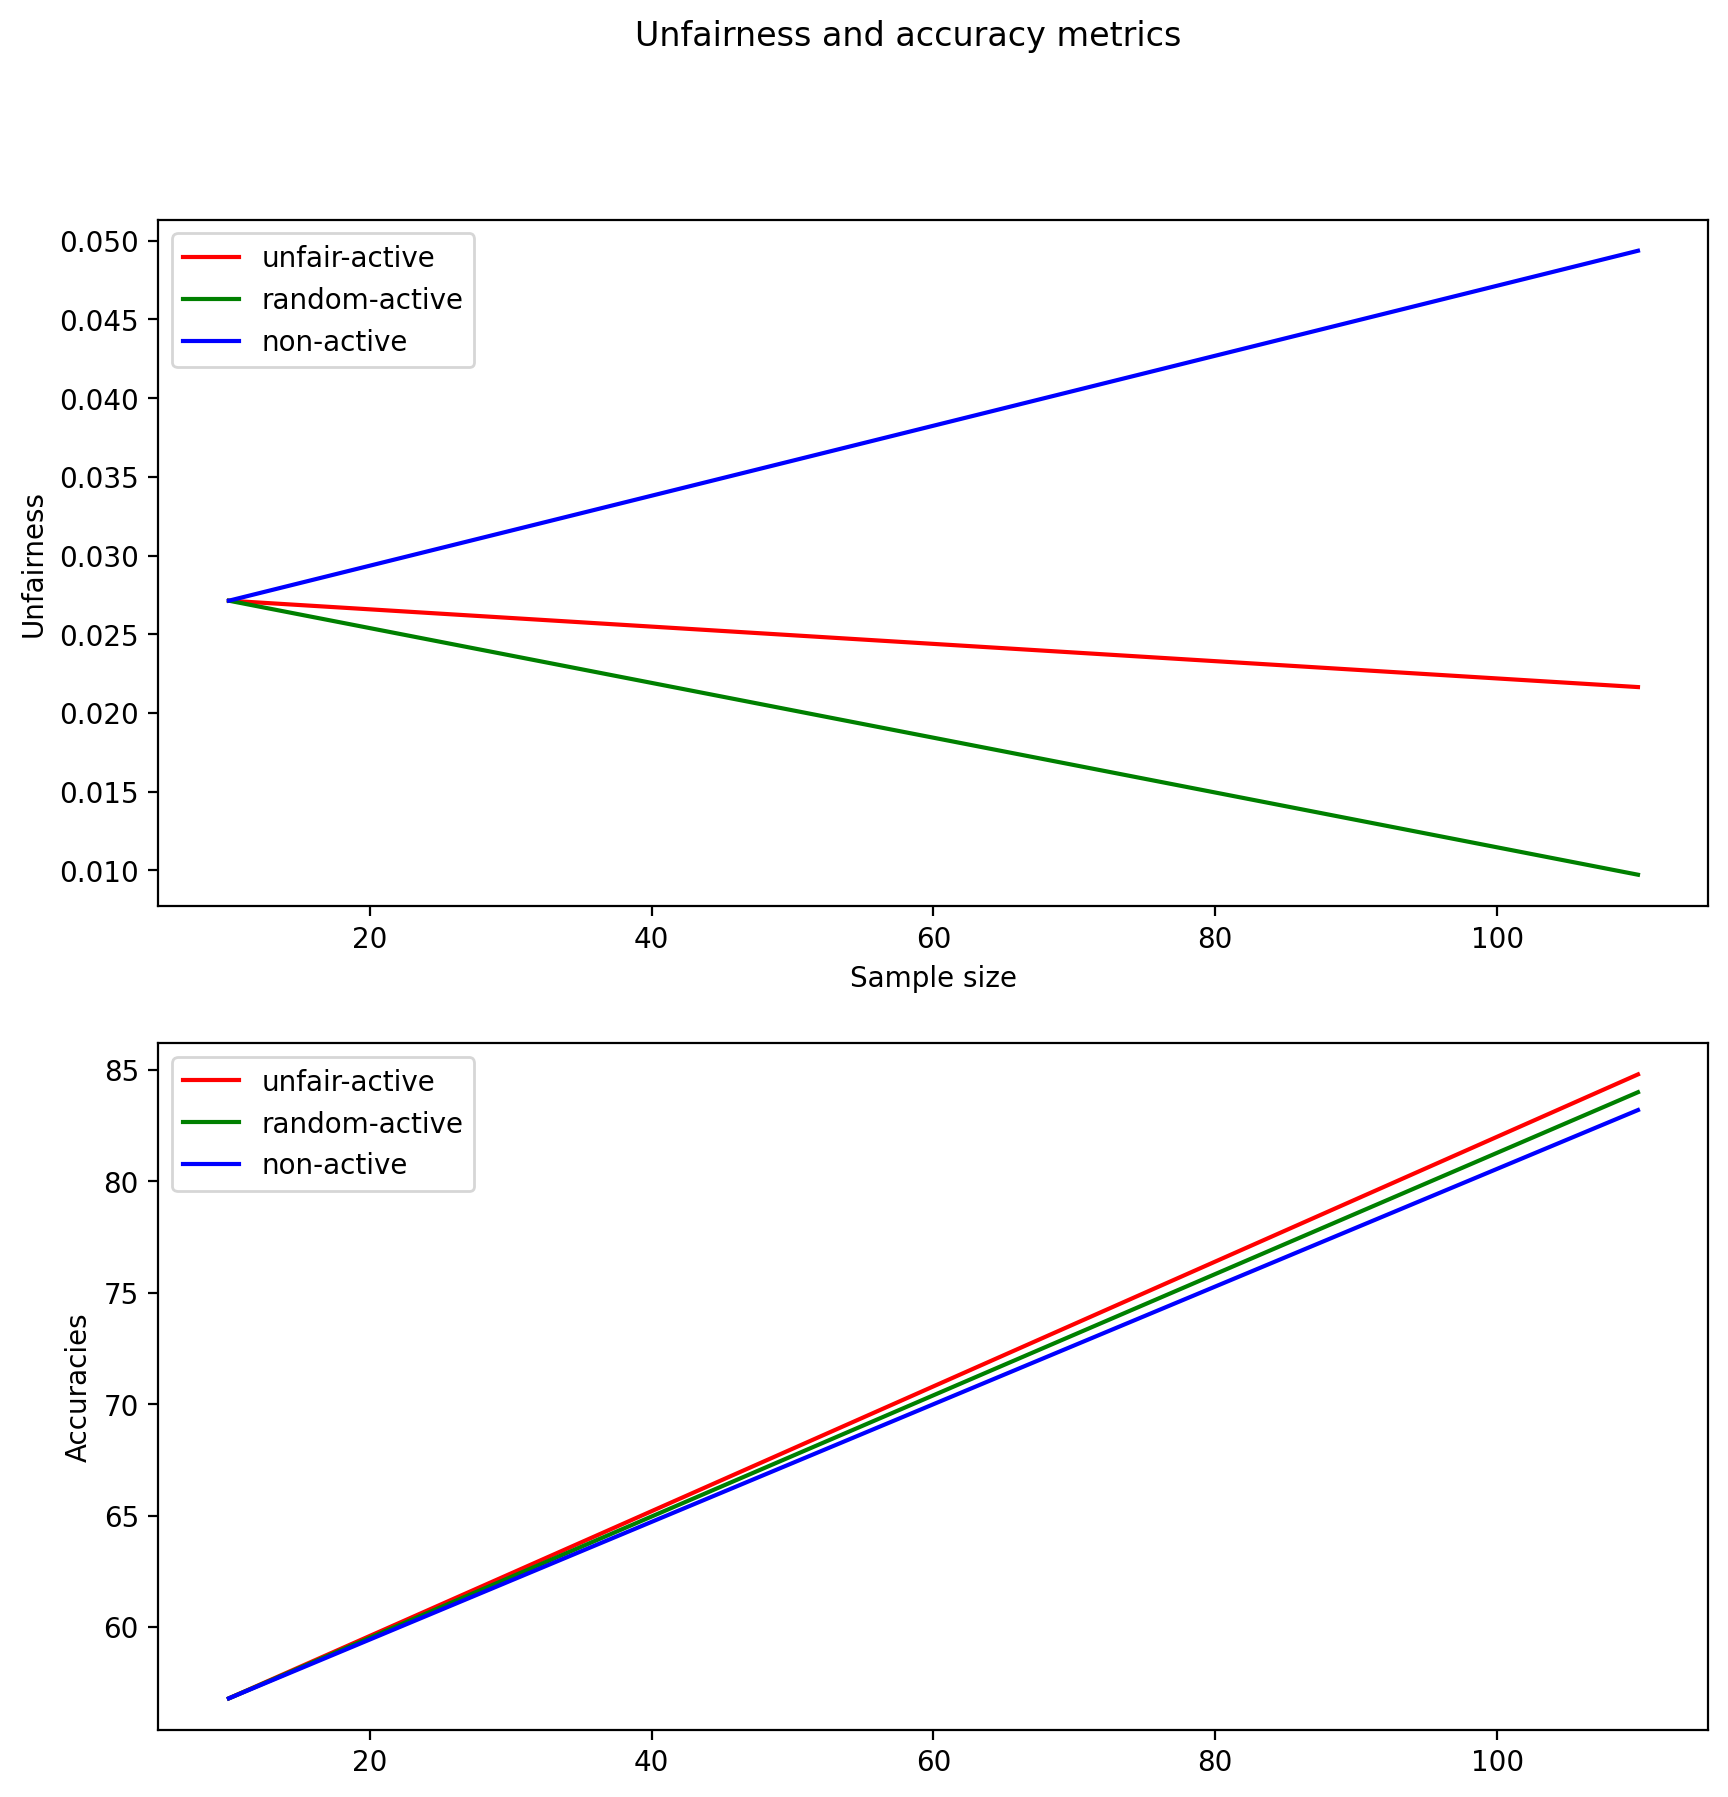 Unfairness and accuracy metrics
unfair-active
random-active
non-active
0.050
0.045
0.040
0.035
0.030
0.025
0.020
0.015
0.010
Unfairness
20 40 60 80 100
Sample size
unfair-active
random-active
non-active
85
80
75
70
65
60
Accuracies
20 40 60 80 100